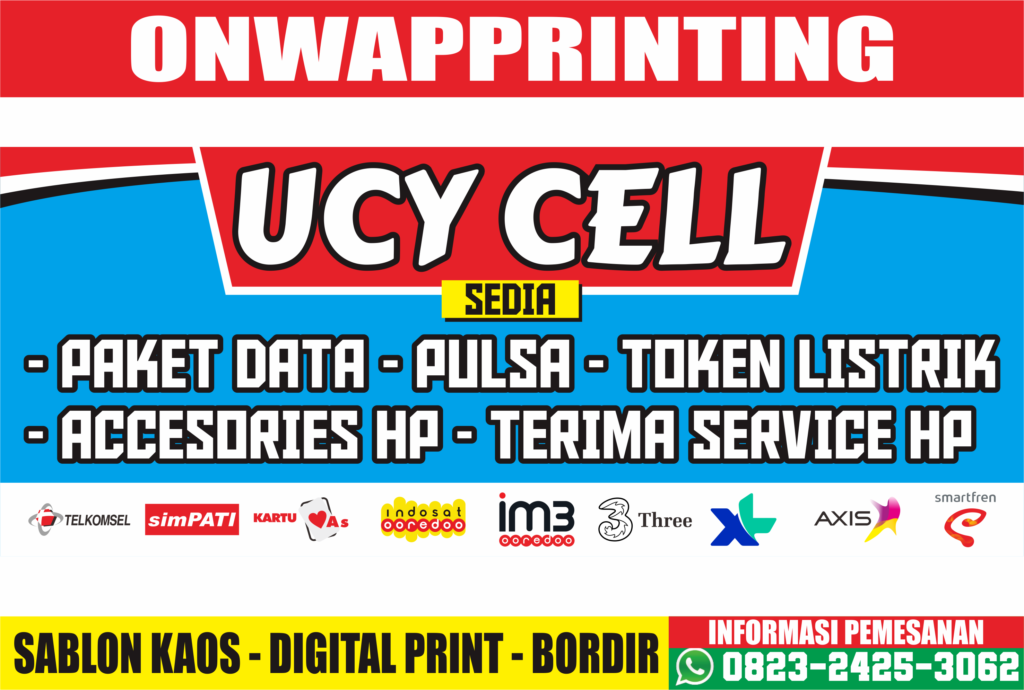 ONWAPPRINTING
UCY CELL
SEDIA
- PAKET DATA - PULSA - TOKEN LISTRIK
- ACCESORIES HP - TERIMA SERVICE HP
TELKOMSEL simPATI KARTU As indosat ooredoo im3 ooredoo 3 Three XL AXIS smartfren
SABLON KAOS - DIGITAL PRINT - BORDIR
INFORMASI PEMESANAN
0823-2425-3062